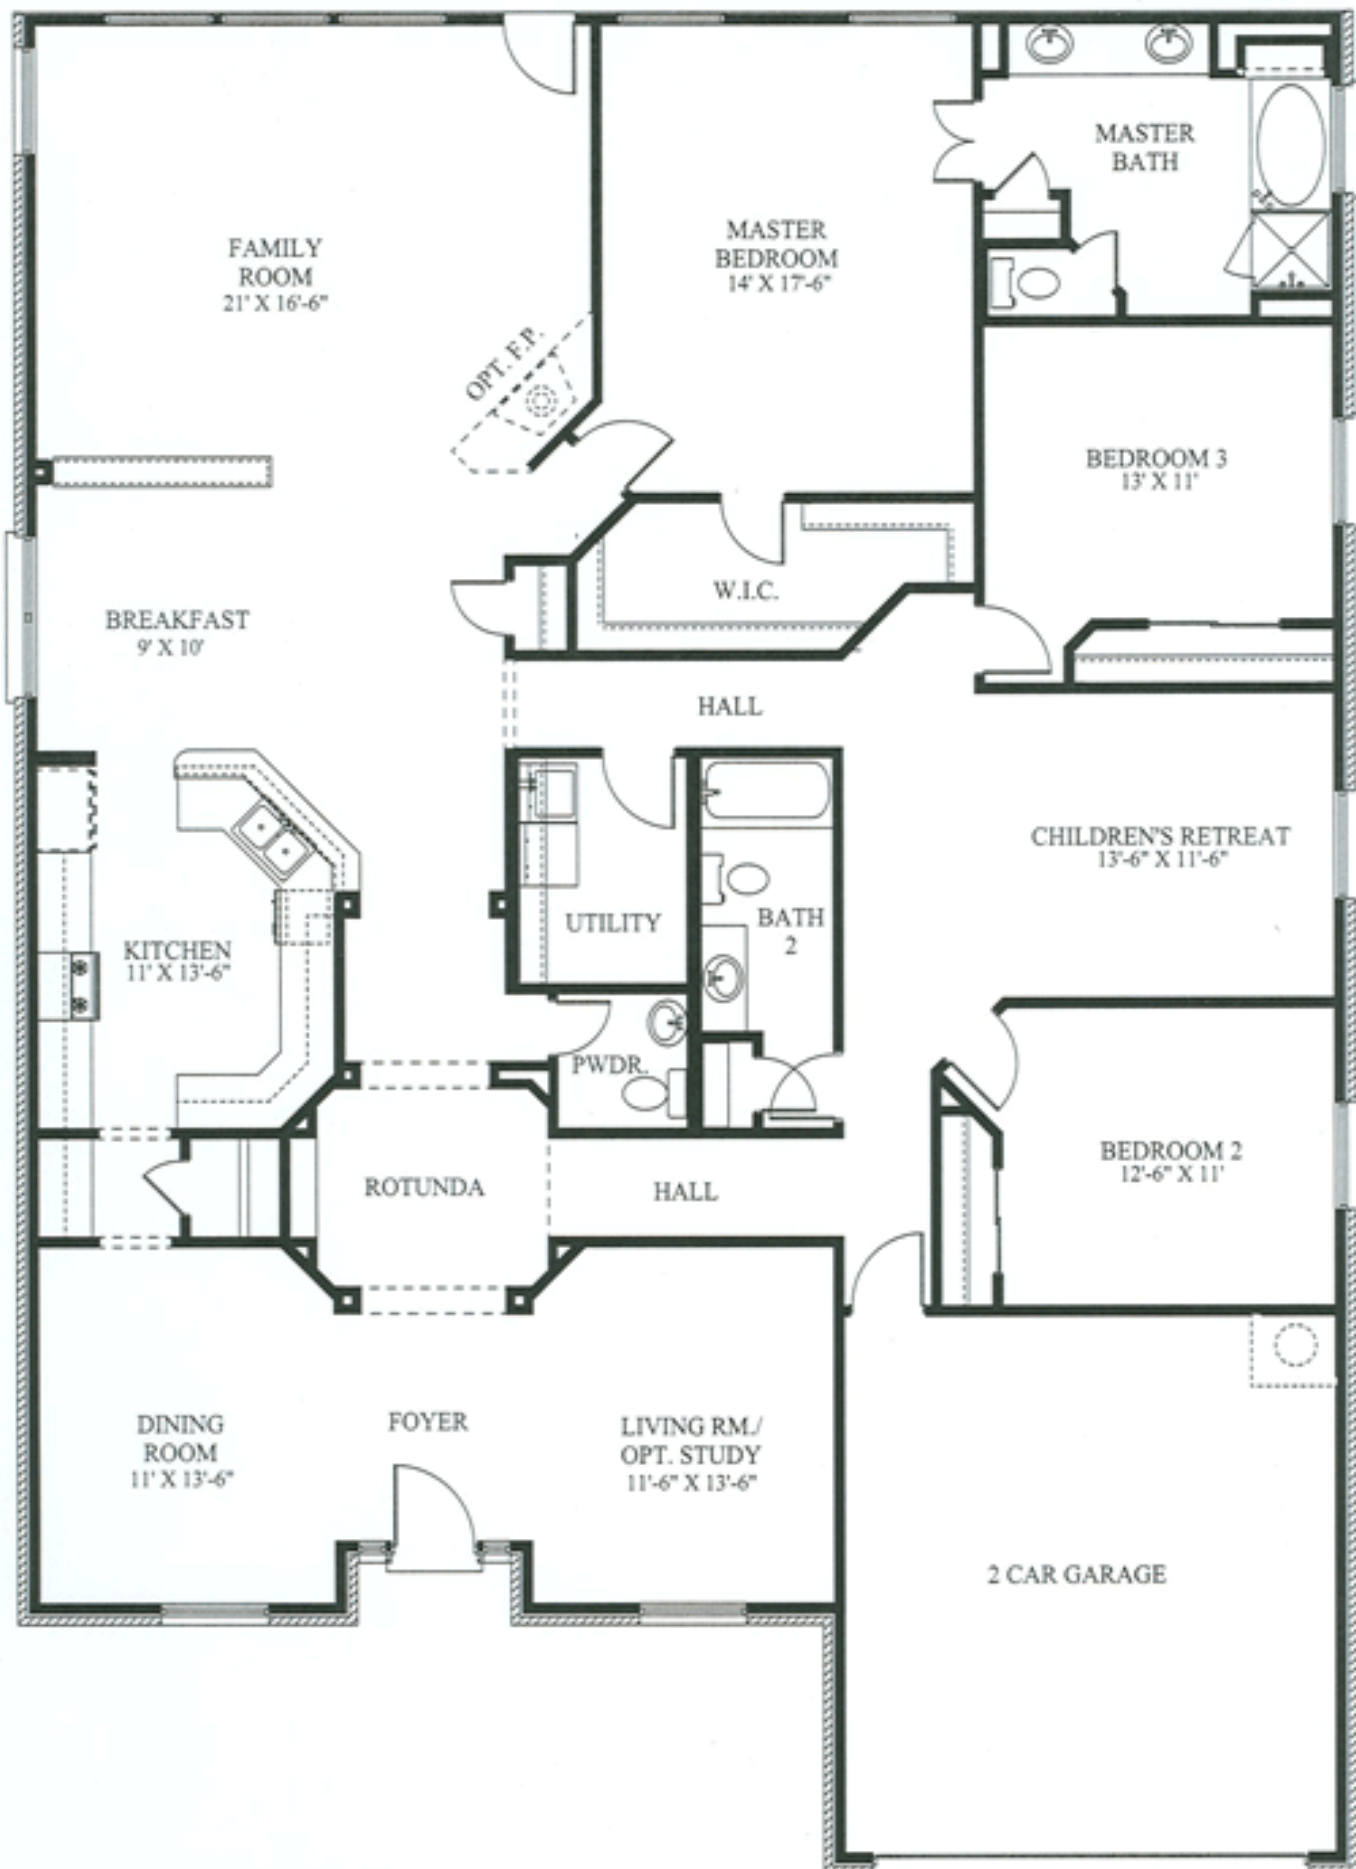 FAMILY
ROOM
21' X 16'-6"
OPT. F.P.
MASTER
BEDROOM
14' X 17'-6"
MASTER
BATH
BEDROOM 3
13' X 11'
W.I.C.
BREAKFAST
9' X 10'
HALL
CHILDREN'S RETREAT
13'-6" X 11'-6"
KITCHEN
11' X 13'-6"
UTILITY
BATH
2
PWDR.
ROTUNDA
HALL
BEDROOM 2
12'-6" X 11'
DINING
ROOM
11' X 13'-6"
FOYER
LIVING RM./
OPT. STUDY
11'-6" X 13'-6"
2 CAR GARAGE